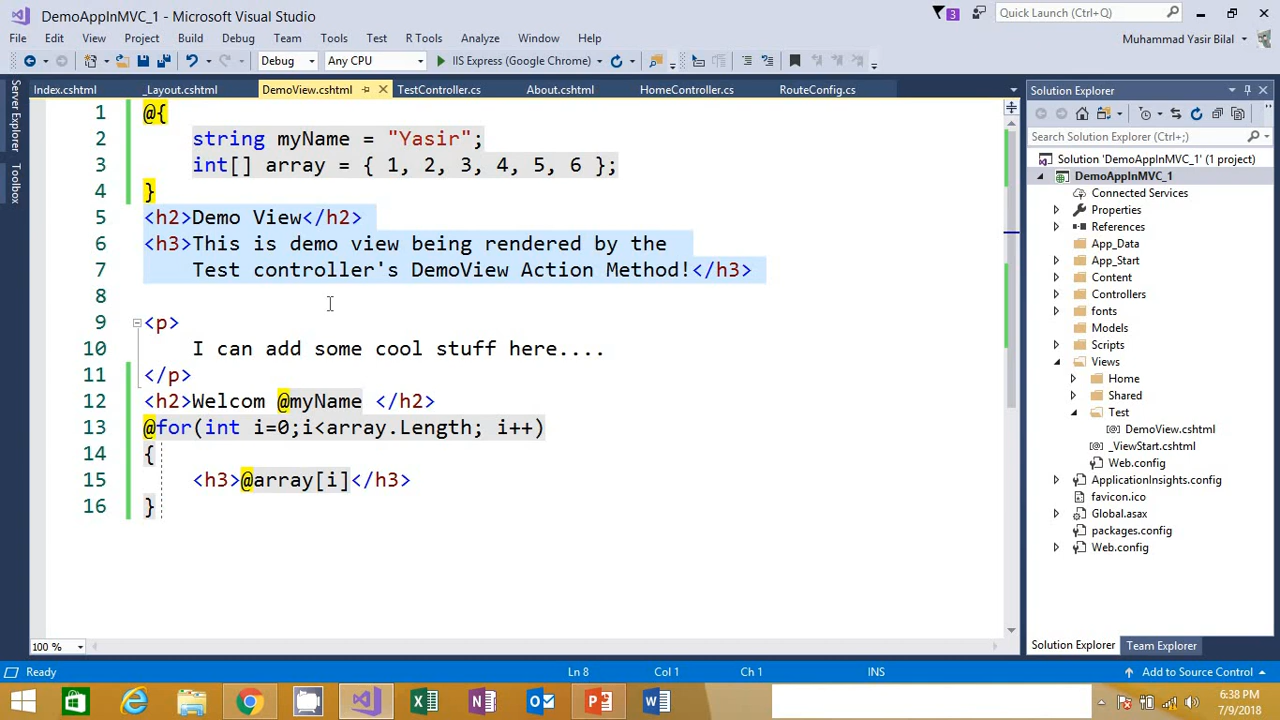 DemoAppInMVC_1 - Microsoft Visual Studio
3
Quick Launch (Ctrl+Q)
File Edit View Project Build Debug Team Tools Test R Tools Analyze Window Help
Muhammad Yasir Bilal
Debug Any CPU IIS Express (Google Chrome)
Index.cshtml _Layout.cshtml DemoView.cshtml TestController.cs About.cshtml HomeController.cs RouteConfig.cs
Server Explorer
Toolbox
1 @{
2 string myName = "Yasir";
3 int[] array = { 1, 2, 3, 4, 5, 6 };
4 }
5 <h2>Demo View</h2>
6 <h3>This is demo view being rendered by the
7 Test controller's DemoView Action Method!</h3>
8
9 <p>
10 I can add some cool stuff here....
11 </p>
12 <h2>Welcom @myName </h2>
13 @for(int i=0;i<array.Length; i++)
14 {
15 <h3>@array[i]</h3>
16 }
100 %
Solution Explorer
Search Solution Explorer (Ctrl+;)
Solution 'DemoAppInMVC_1' (1 project)
DemoAppInMVC_1
Connected Services
Properties
References
App_Data
App_Start
Content
Controllers
fonts
Models
Scripts
Views
Home
Shared
Test
DemoView.cshtml
_ViewStart.cshtml
Web.config
ApplicationInsights.config
favicon.ico
Global.asax
packages.config
Web.config
Solution Explorer Team Explorer
Ready Ln 8 Col 1 Ch 1 INS Add to Source Control
6:38 PM
7/9/2018